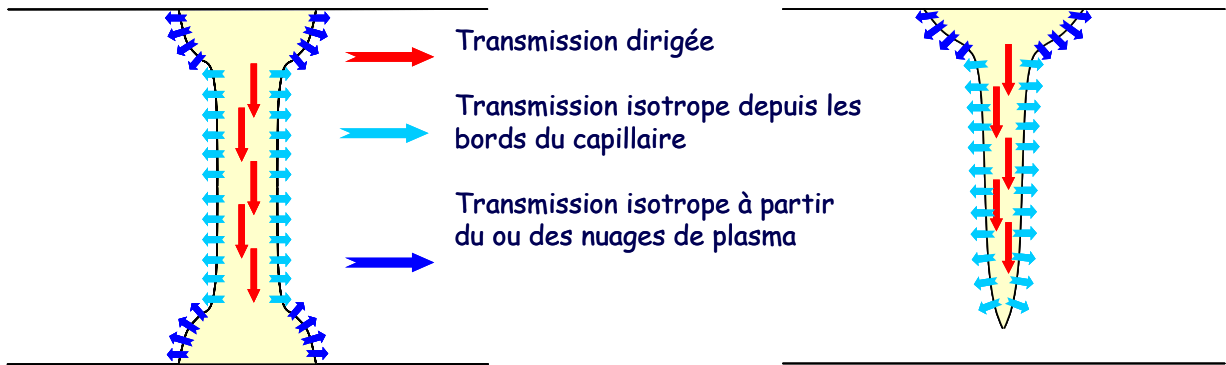 Transmission dirigée
Transmission isotrope depuis les
bords du capillaire
Transmission isotrope à partir
du ou des nuages de plasma